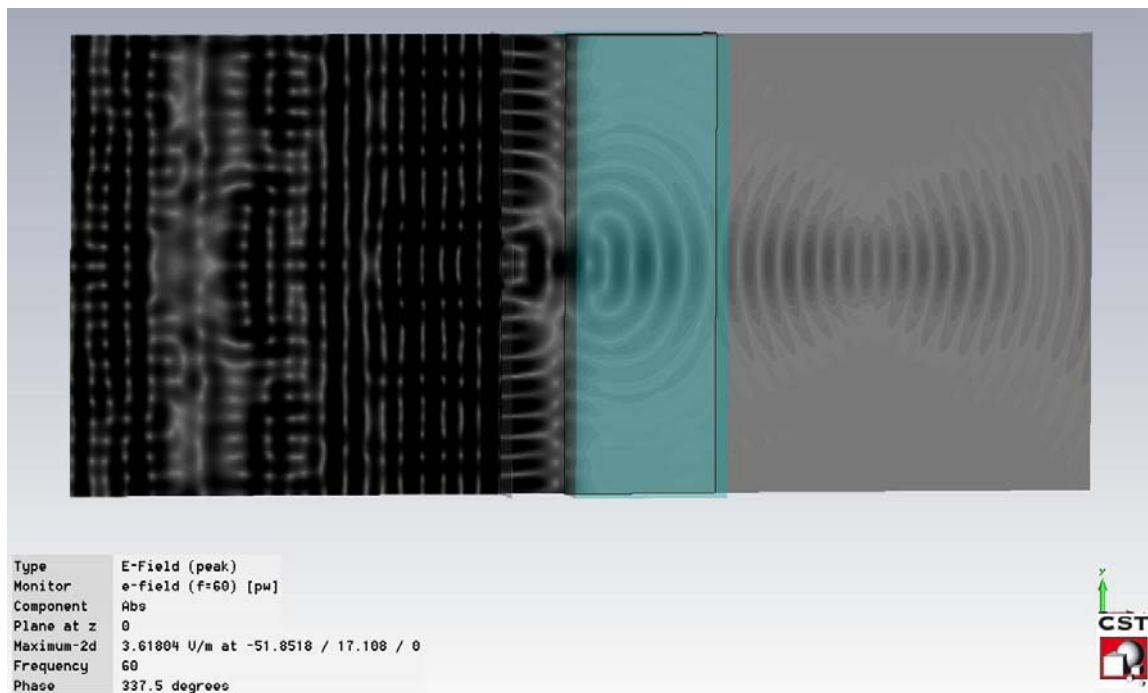 Type E-Field (peak)
Monitor e-field (f=60) [pw]
Component Abs
Plane at z 0
Maximum-2d 3.61804 V/m at -51.8518 / 17.108 / 0
Frequency 60
Phase 337.5 degrees
y
CST